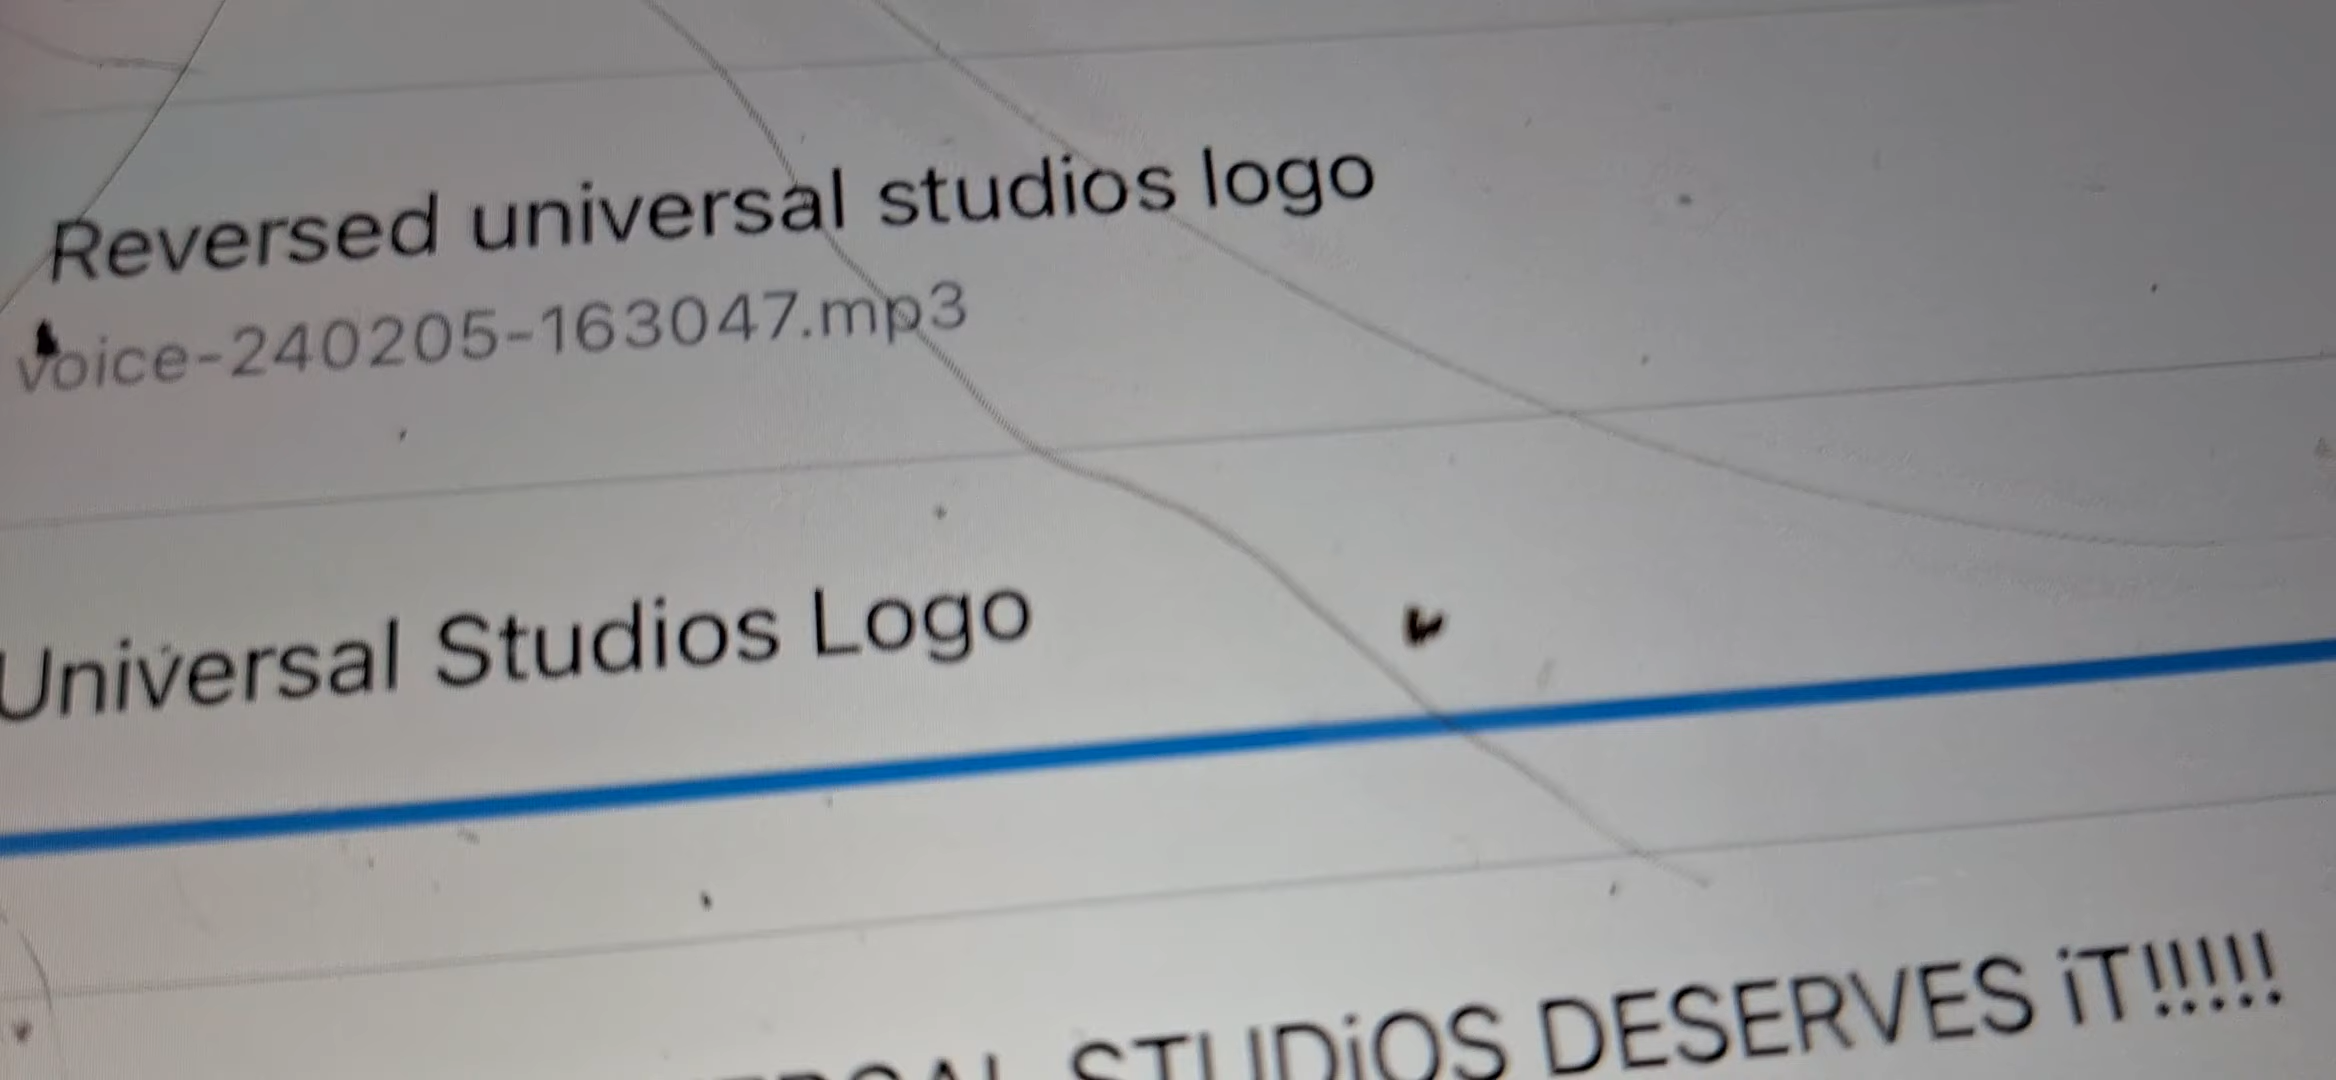 Reversed universal studios logo
voice-240205-163047.mp3
Universal Studios Logo
STUDiOS DESERVES iT!!!!!